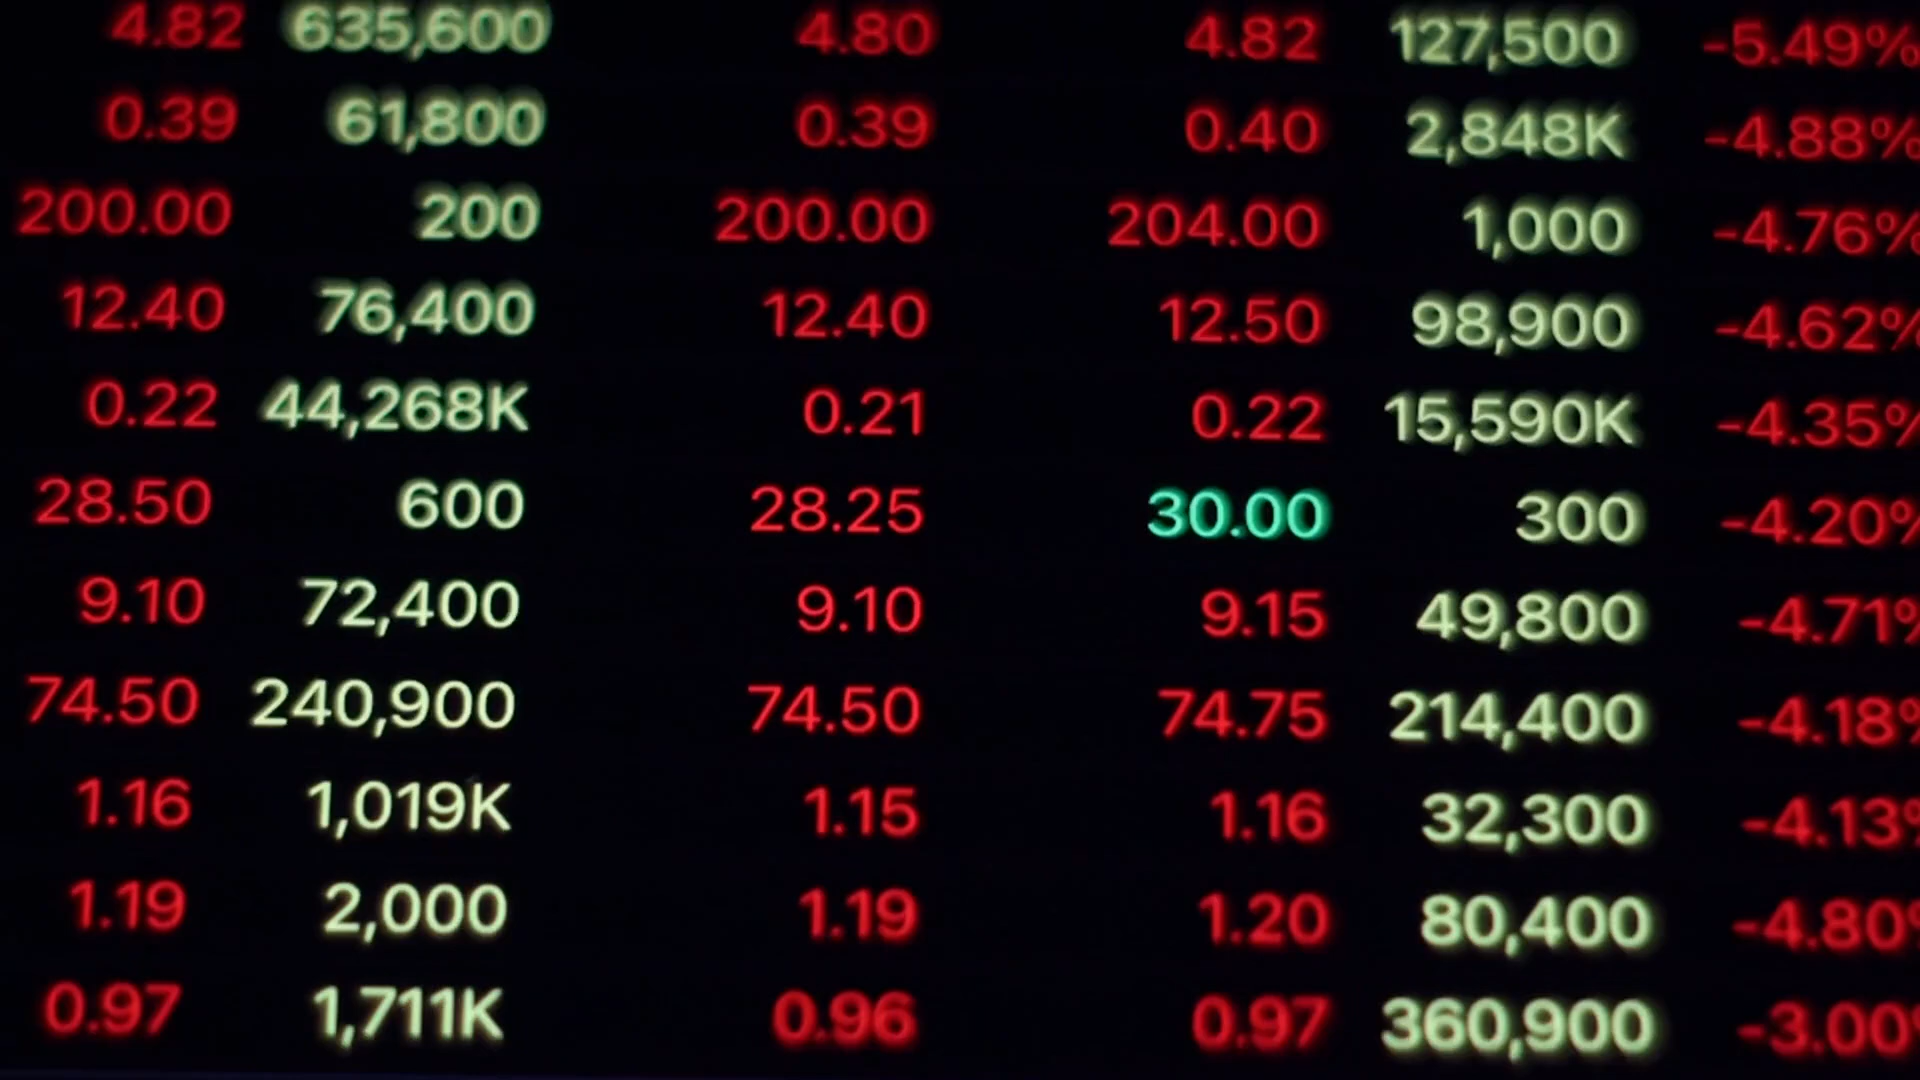 4.82 635,600 4.80 4.82 127,500 -5.49%
0.39 61,800 0.39 0.40 2,848K -4.88%
200.00 200 200.00 204.00 1,000 -4.76%
12.40 76,400 12.40 12.50 98,900 -4.62%
0.22 44,268K 0.21 0.22 15,590K -4.35%
28.50 600 28.25 30.00 300 -4.20%
9.10 72,400 9.10 9.15 49,800 -4.71%
74.50 240,900 74.50 74.75 214,400 -4.18%
1.16 1,019K 1.15 1.16 32,300 -4.13%
1.19 2,000 1.19 1.20 80,400 -4.80%
0.97 1,711K 0.96 0.97 360,900 -3.00%